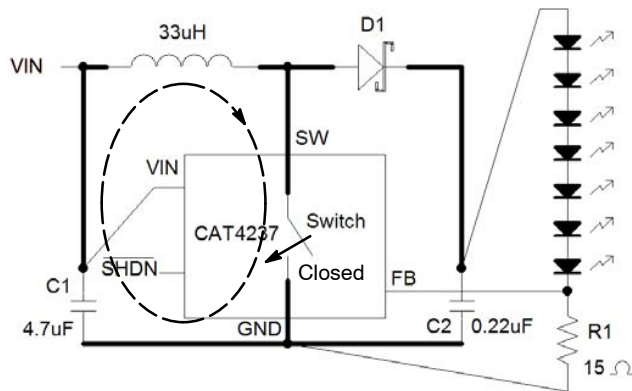 33uH
D1
VIN
SW
VIN
CAT4237
Switch
SHDN
Closed
FB
C1
4.7uF
GND
C2
0.22uF
R1
15 Ω